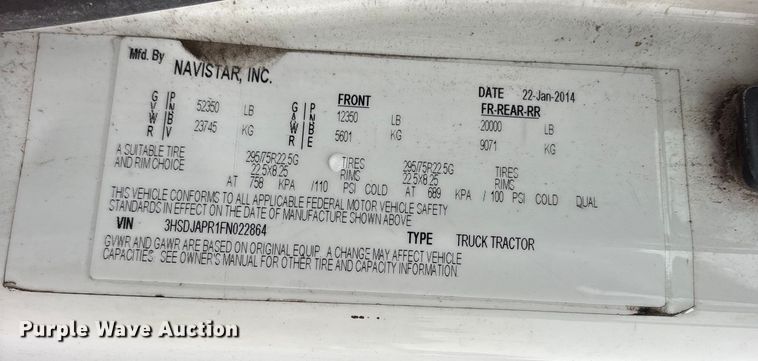 Mfd. By NAVISTAR, INC. DATE 22-Jan-2014
FRONT FR-REAR-RR
GVWR PNBV 52350 LB GAWR PNBE 12350 LB 20000 LB
23745 KG 5601 KG 9071 KG
A SUITABLE TIRE 295/75R22.5G TIRES 295/75R22.5G TIRES
AND RIM CHOICE 22.5X8.25 RIMS 22.5X8.25 RIMS
AT 758 KPA /110 PSI COLD AT 689 KPA / 100 PSI COLD QUAL
THIS VEHICLE CONFORMS TO ALL APPLICABLE FEDERAL MOTOR VEHICLE SAFETY
STANDARDS IN EFFECT ON THE DATE OF MANUFACTURE SHOWN ABOVE
VIN 3HSDJAPR1FN022864 TYPE TRUCK TRACTOR
GVWR AND GAWR ARE BASED ON ORIGINAL EQUIP. A CHANGE MAY AFFECT VEHICLE
CAPACITIES. SEE OWNER'S MANUAL FOR OTHER TIRE AND CAPACITY INFORMATION.
Purple Wave Auction